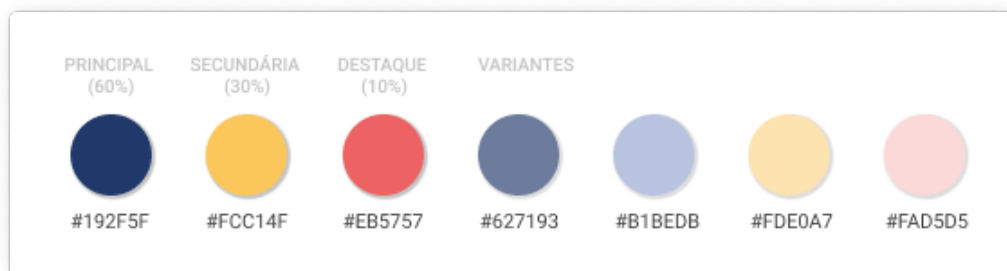 PRINCIPAL
(60%)
SECUNDÁRIA
(30%)
DESTAQUE
(10%)
VARIANTES
#192F5F
#FCC14F
#EB5757
#627193
#B1BEDB
#FDE0A7
#FAD5D5